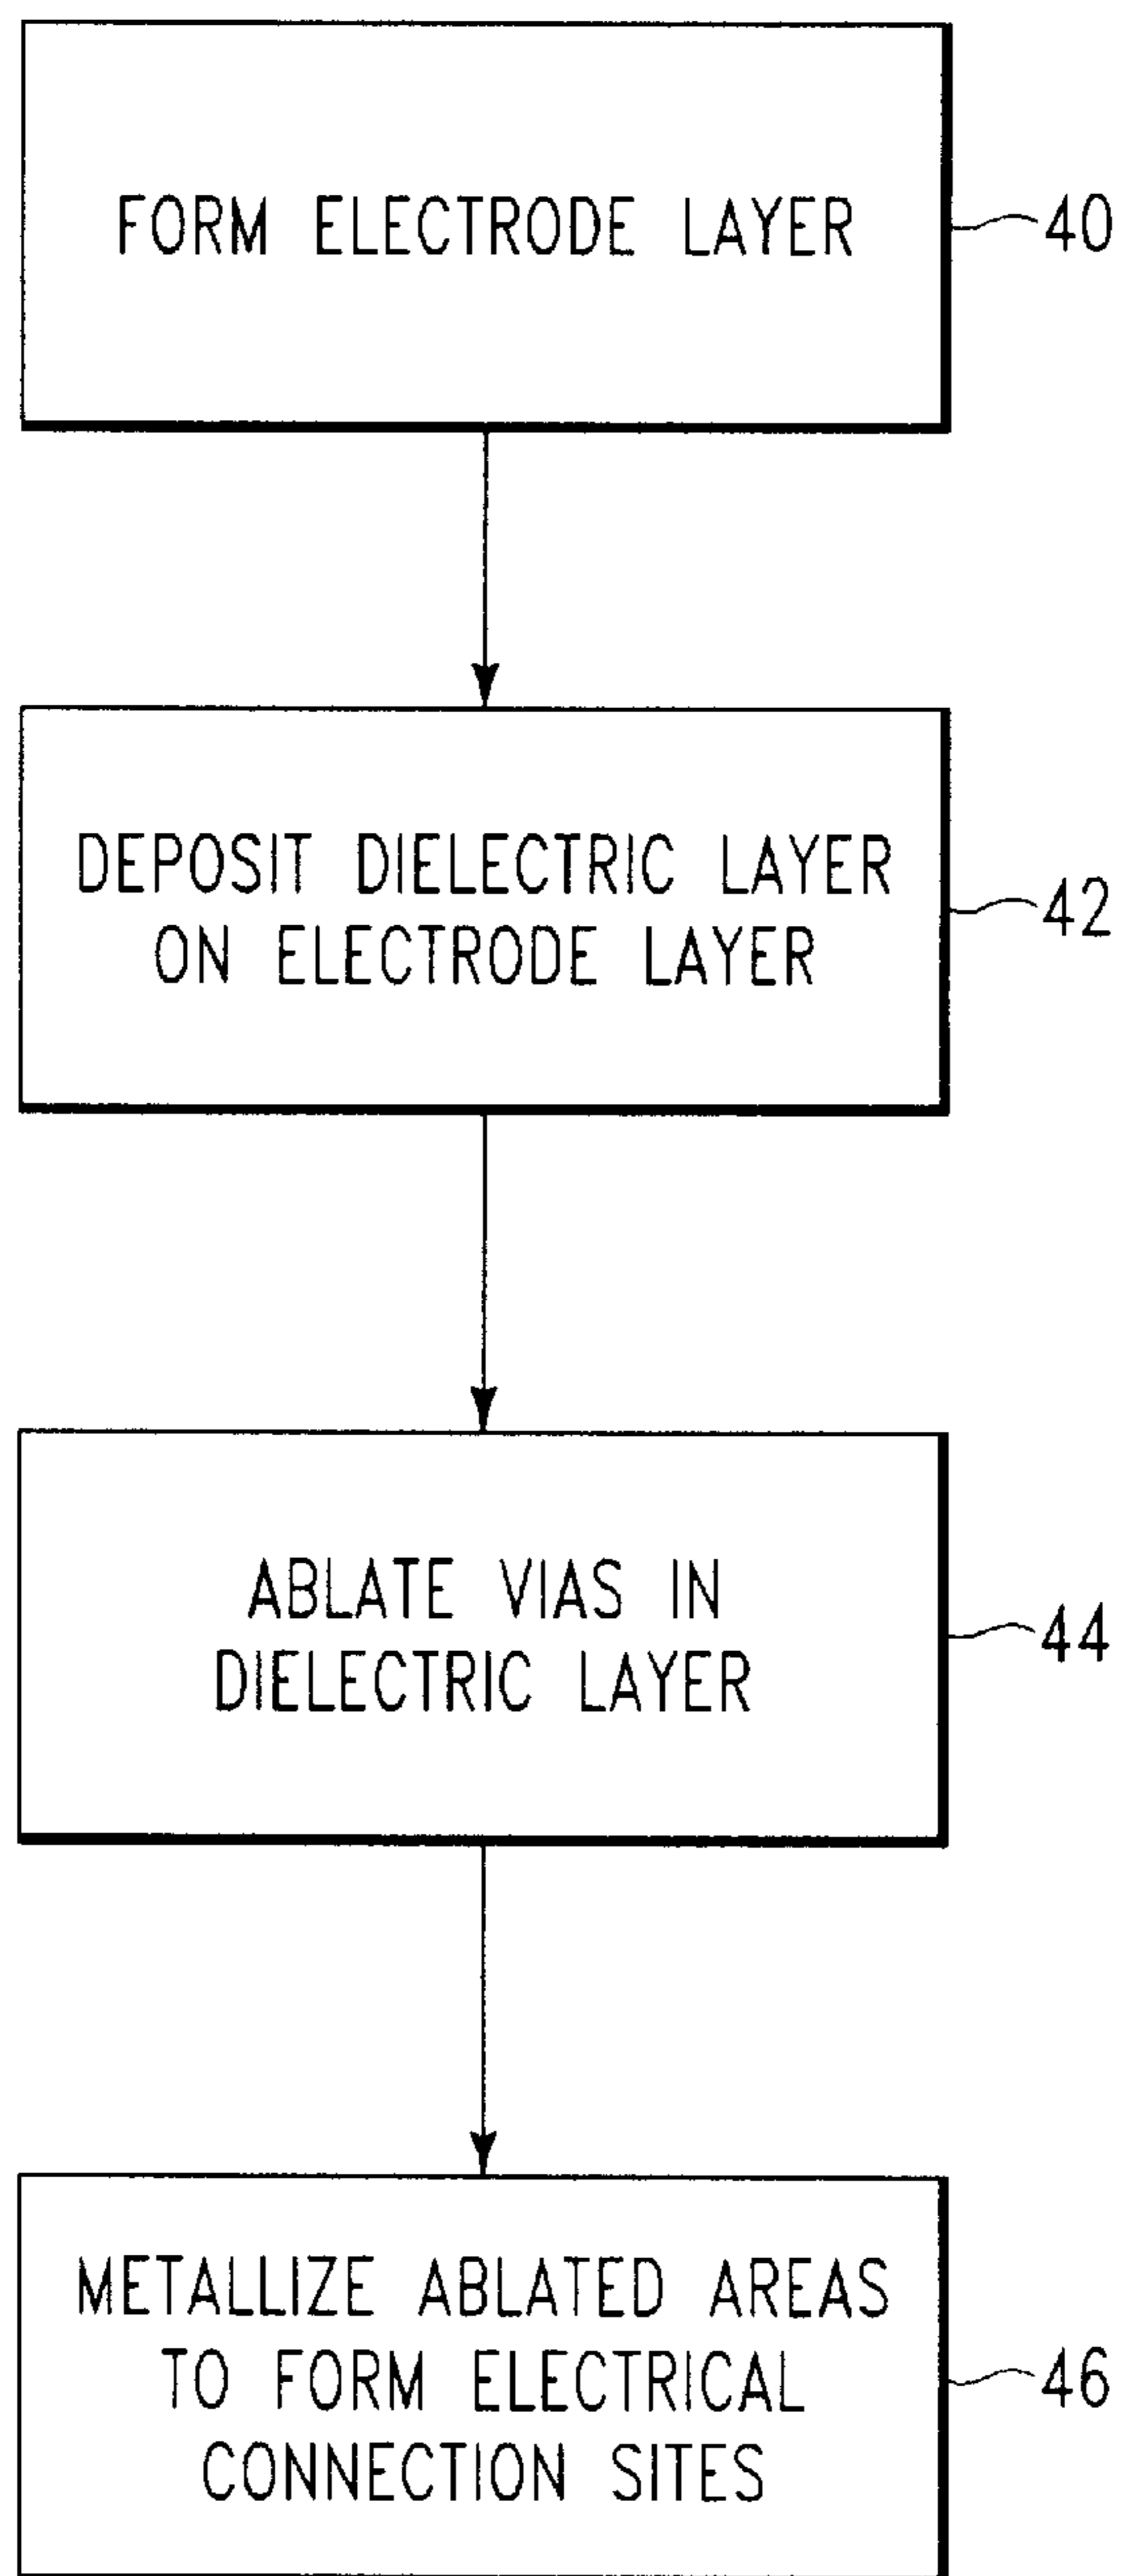 FORM ELECTRODE LAYER
40
DEPOSIT DIELECTRIC LAYER
ON ELECTRODE LAYER
42
ABLATE VIAS IN
DIELECTRIC LAYER
44
METALLIZE ABLATED AREAS
TO FORM ELECTRICAL
CONNECTION SITES
46